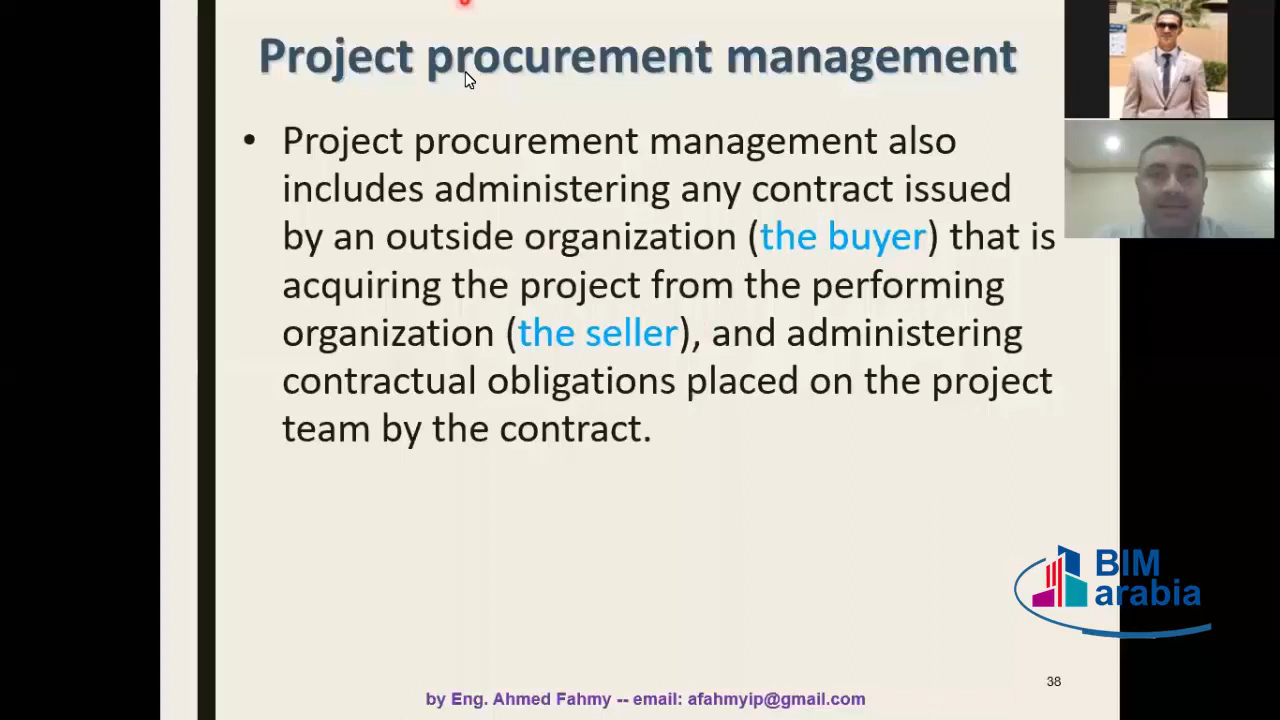 Project procurement management
• Project procurement management also
includes administering any contract issued
by an outside organization (the buyer) that is
acquiring the project from the performing
organization (the seller), and administering
contractual obligations placed on the project
team by the contract.
BIM
arabia
38
by Eng. Ahmed Fahmy -- email: afahmyip@gmail.com